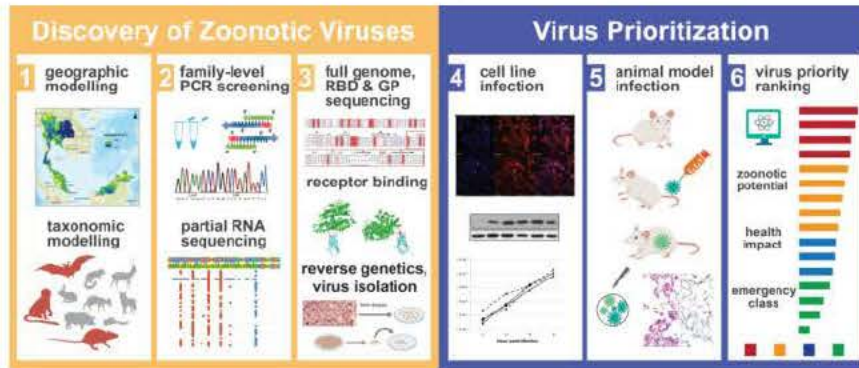 Discovery of Zoonotic Viruses
1 geographic
modelling
taxonomic
modelling
2 family-level
PCR screening
partial RNA
sequencing
3 full genome,
RBD & GP
sequencing
receptor binding
reverse genetics,
virus isolation
Virus Prioritization
4 cell line
infection
5 animal model
infection
6 virus priority
ranking
zoonotic
potential
health
impact
emergency
class